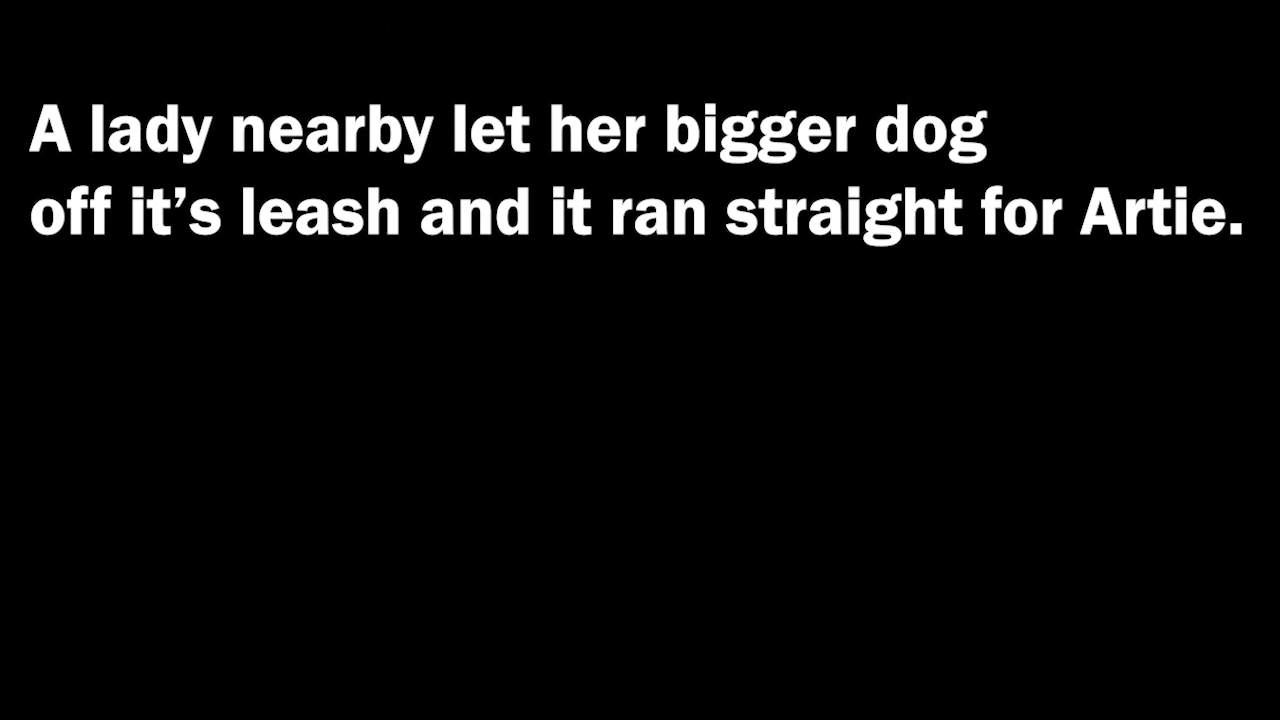 A lady nearby let her bigger dog
off it’s leash and it ran straight for Artie.